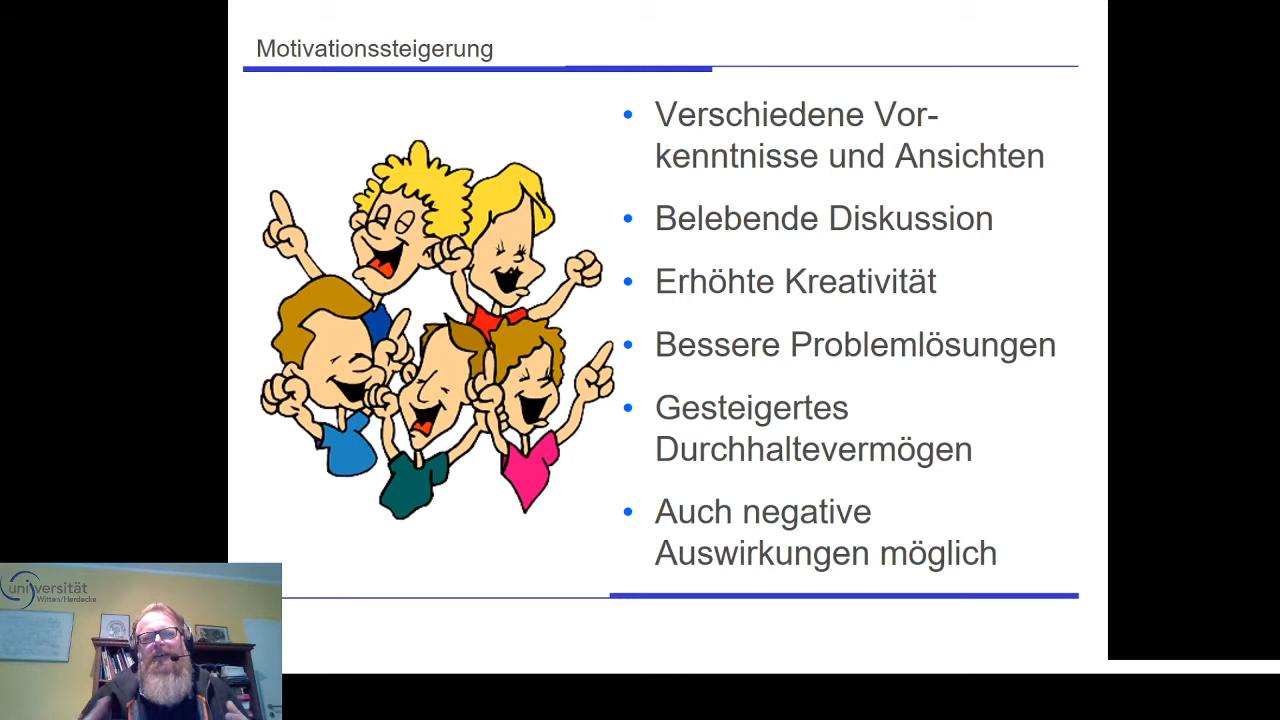 Motivationssteigerung
• Verschiedene Vor-
kenntnisse und Ansichten
• Belebende Diskussion
• Erhöhte Kreativität
• Bessere Problemlösungen
• Gesteigertes
Durchhaltevermögen
• Auch negative
Auswirkungen möglich
universität
Witten/Herdecke